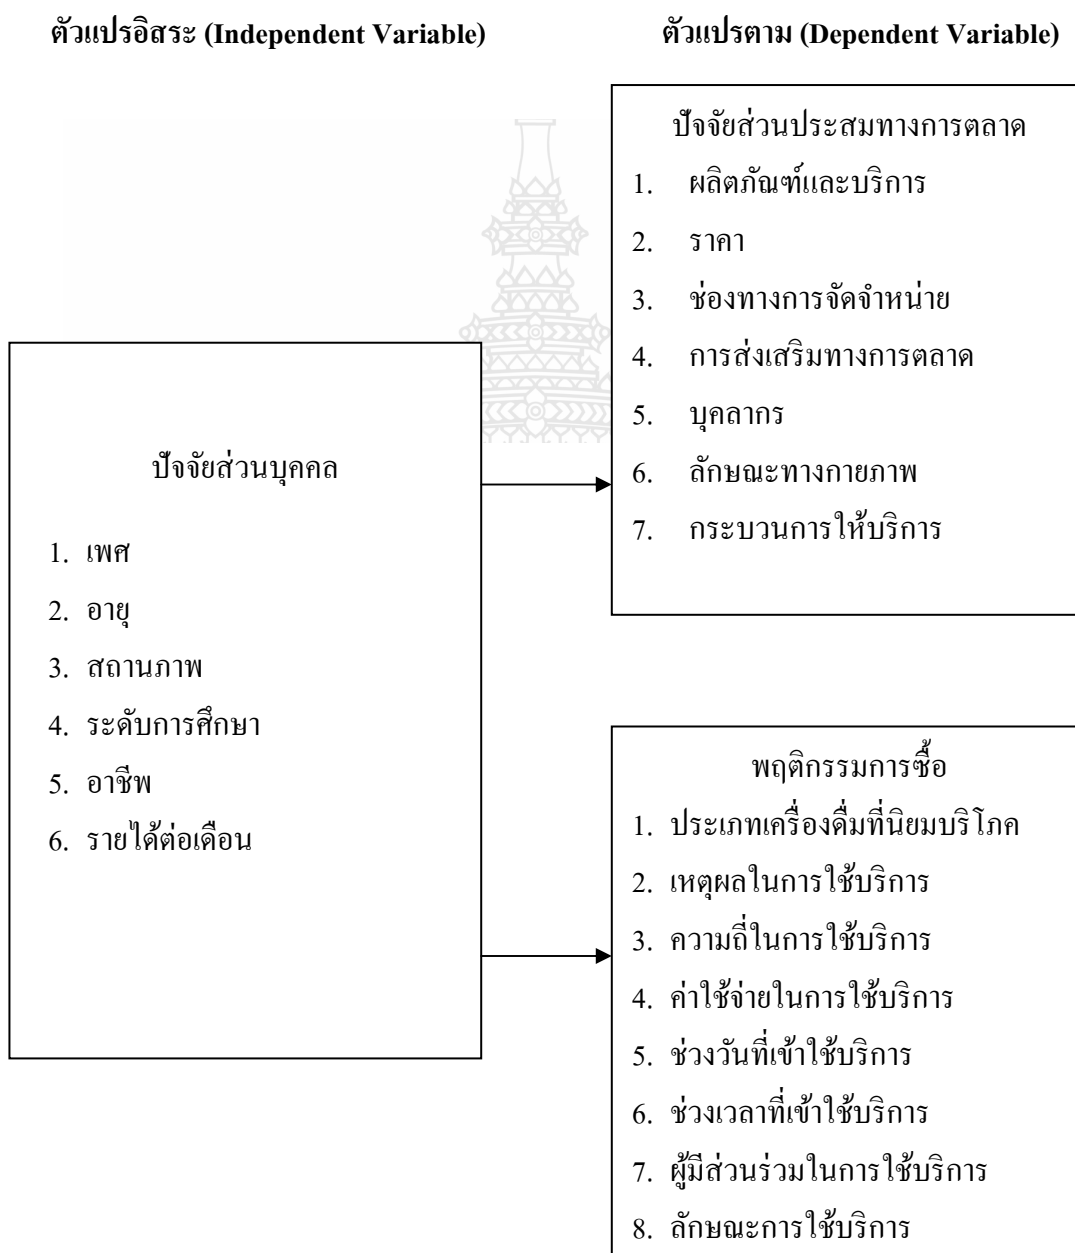 ตัวแปรอิสระ (Independent Variable)
ตัวแปรตาม (Dependent Variable)
ปัจจัยส่วนบุคคล
1. เพศ
2. อายุ
3. สถานภาพ
4. ระดับการศึกษา
5. อาชีพ
6. รายได้ต่อเดือน
ปัจจัยส่วนประสมทางการตลาด
1. ผลิตภัณฑ์และบริการ
2. ราคา
3. ช่องทางการจัดจำหน่าย
4. การส่งเสริมทางการตลาด
5. บุคลากร
6. ลักษณะทางกายภาพ
7. กระบวนการให้บริการ
พฤติกรรมการซื้อ
1. ประเภทเครื่องดื่มที่นิยมบริโภค
2. เหตุผลในการใช้บริการ
3. ความถี่ในการใช้บริการ
4. ค่าใช้จ่ายในการใช้บริการ
5. ช่วงวันที่เข้าใช้บริการ
6. ช่วงเวลาที่เข้าใช้บริการ
7. ผู้มีส่วนร่วมในการใช้บริการ
8. ลักษณะการใช้บริการ